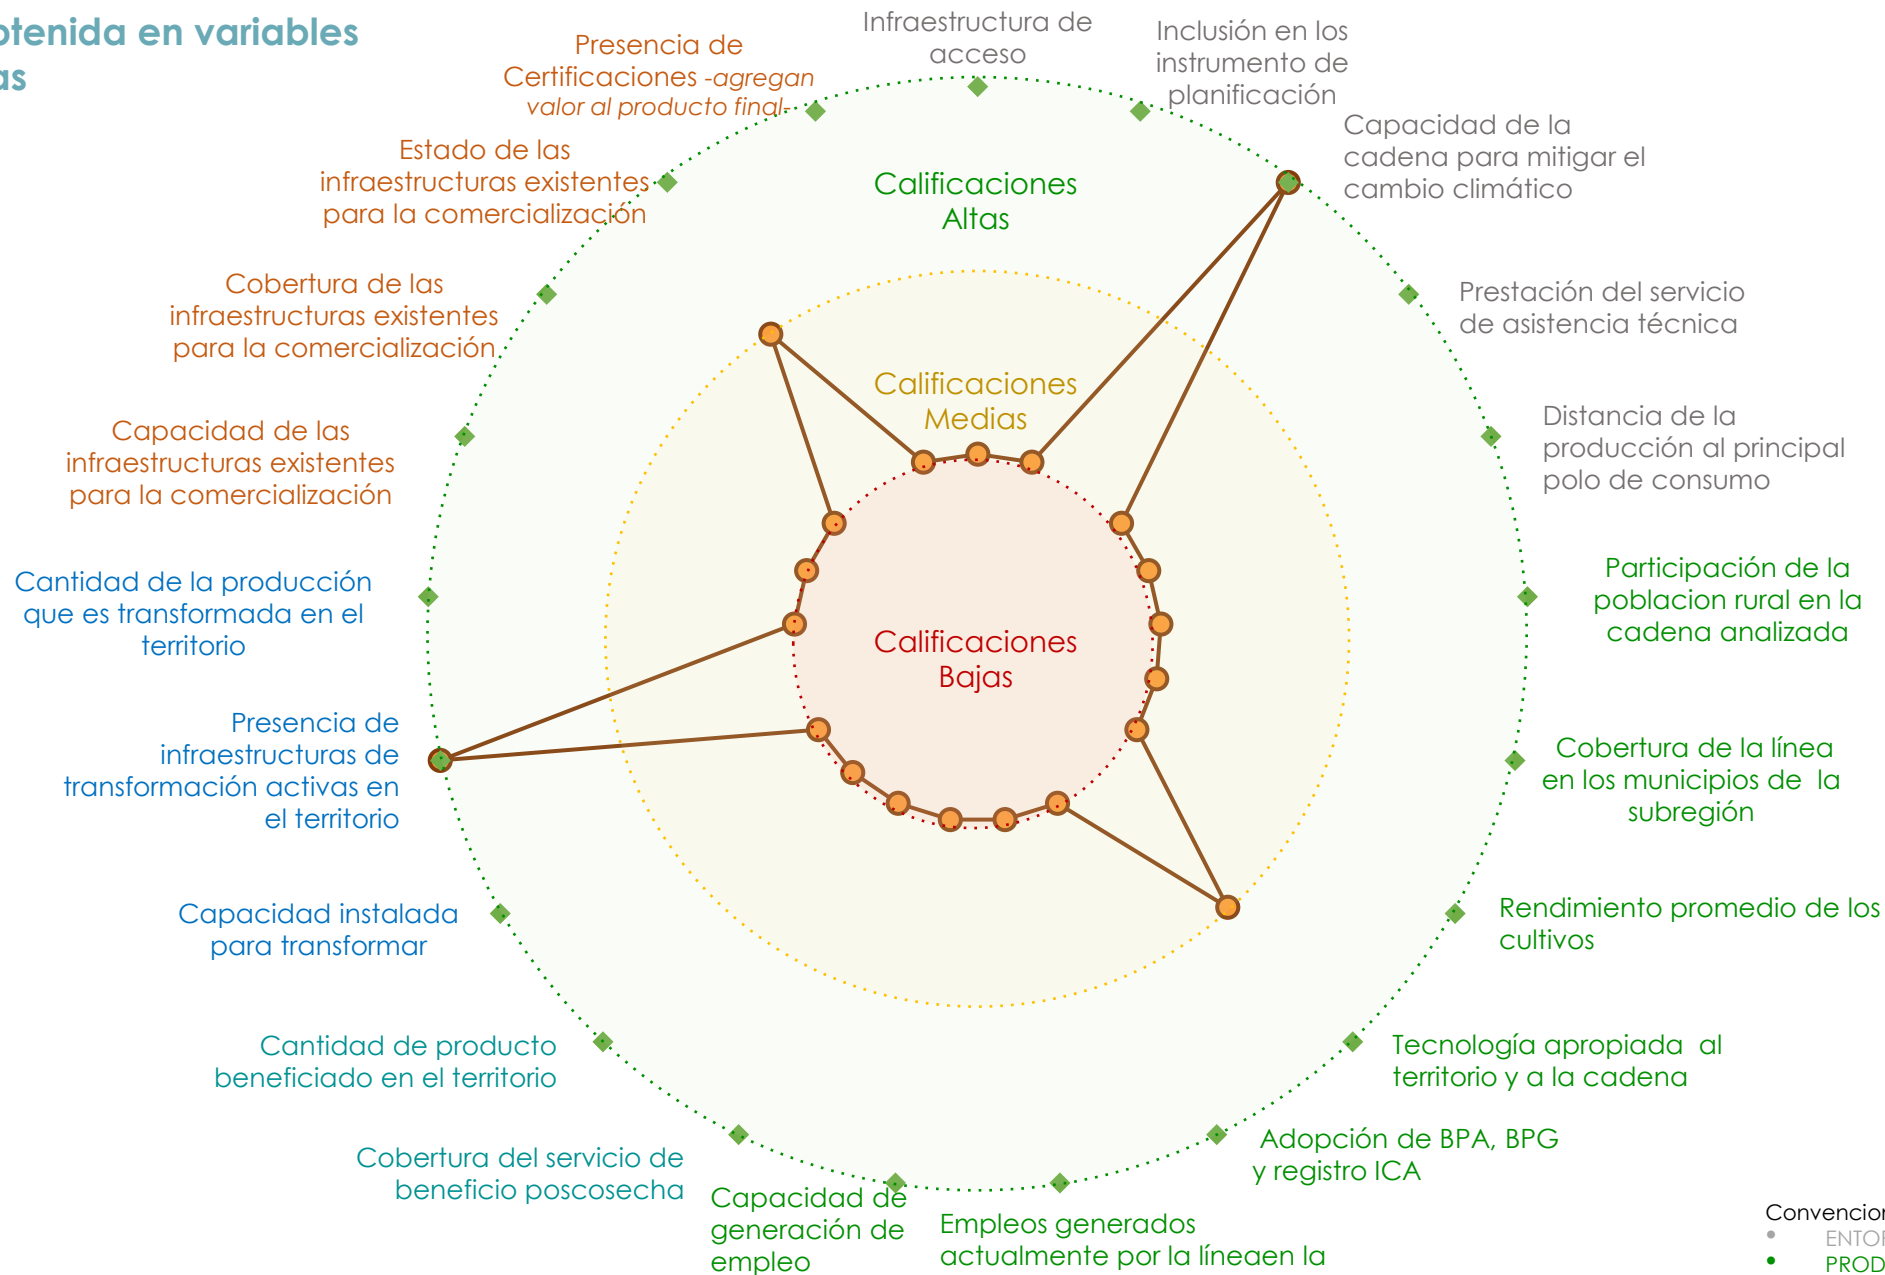 en variables
Infraestructura de
acceso
Inclusión en los
instrumento de
planificación
Capacidad de la
cadena para mitigar el
cambio climático
Prestación del servicio
de asistencia técnica
Distancia de la
producción al principal
polo de consumo
Participación de la
poblacion rural en la
cadena analizada
Cobertura de la línea
en los municipios de  la
subregión
Rendimiento promedio de los
cultivos
Tecnología apropiada  al
territorio y a la cadena
Adopción de BPA, BPG
y registro ICA
Empleos generados
actualmente por la líneaen la
Capacidad de
generación de
empleo
Cobertura del servicio de
beneficio poscosecha
Cantidad de producto
beneficiado en el territorio
Capacidad instalada
para transformar
Presencia de
infraestructuras de
transformación activas en
el territorio
Cantidad de la producción
que es transformada en el
territorio
Capacidad de las
infraestructuras existentes
para la comercialización
Cobertura de las
infraestructuras existentes
para la comercialización
Estado de las
infraestructuras existentes
para la comercialización
Presencia de
Certificaciones -agregan
valor al producto final-
Calificaciones
Altas
Calificaciones
Medias
Calificaciones
Bajas